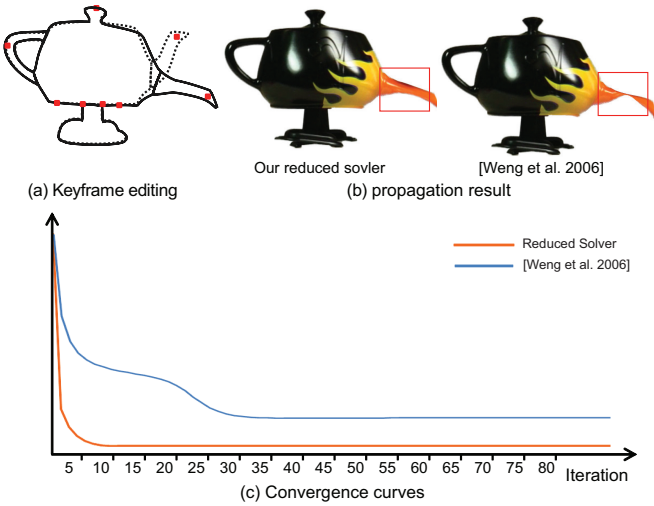 Our reduced sovler
[Weng et al. 2006]
(a) Keyframe editing
(b) propagation result
Reduced Solver
[Weng et al. 2006]
5 10 15 20 25 30 35 40 45 50 55 60 65 70 75 80
Iteration
(c) Convergence curves